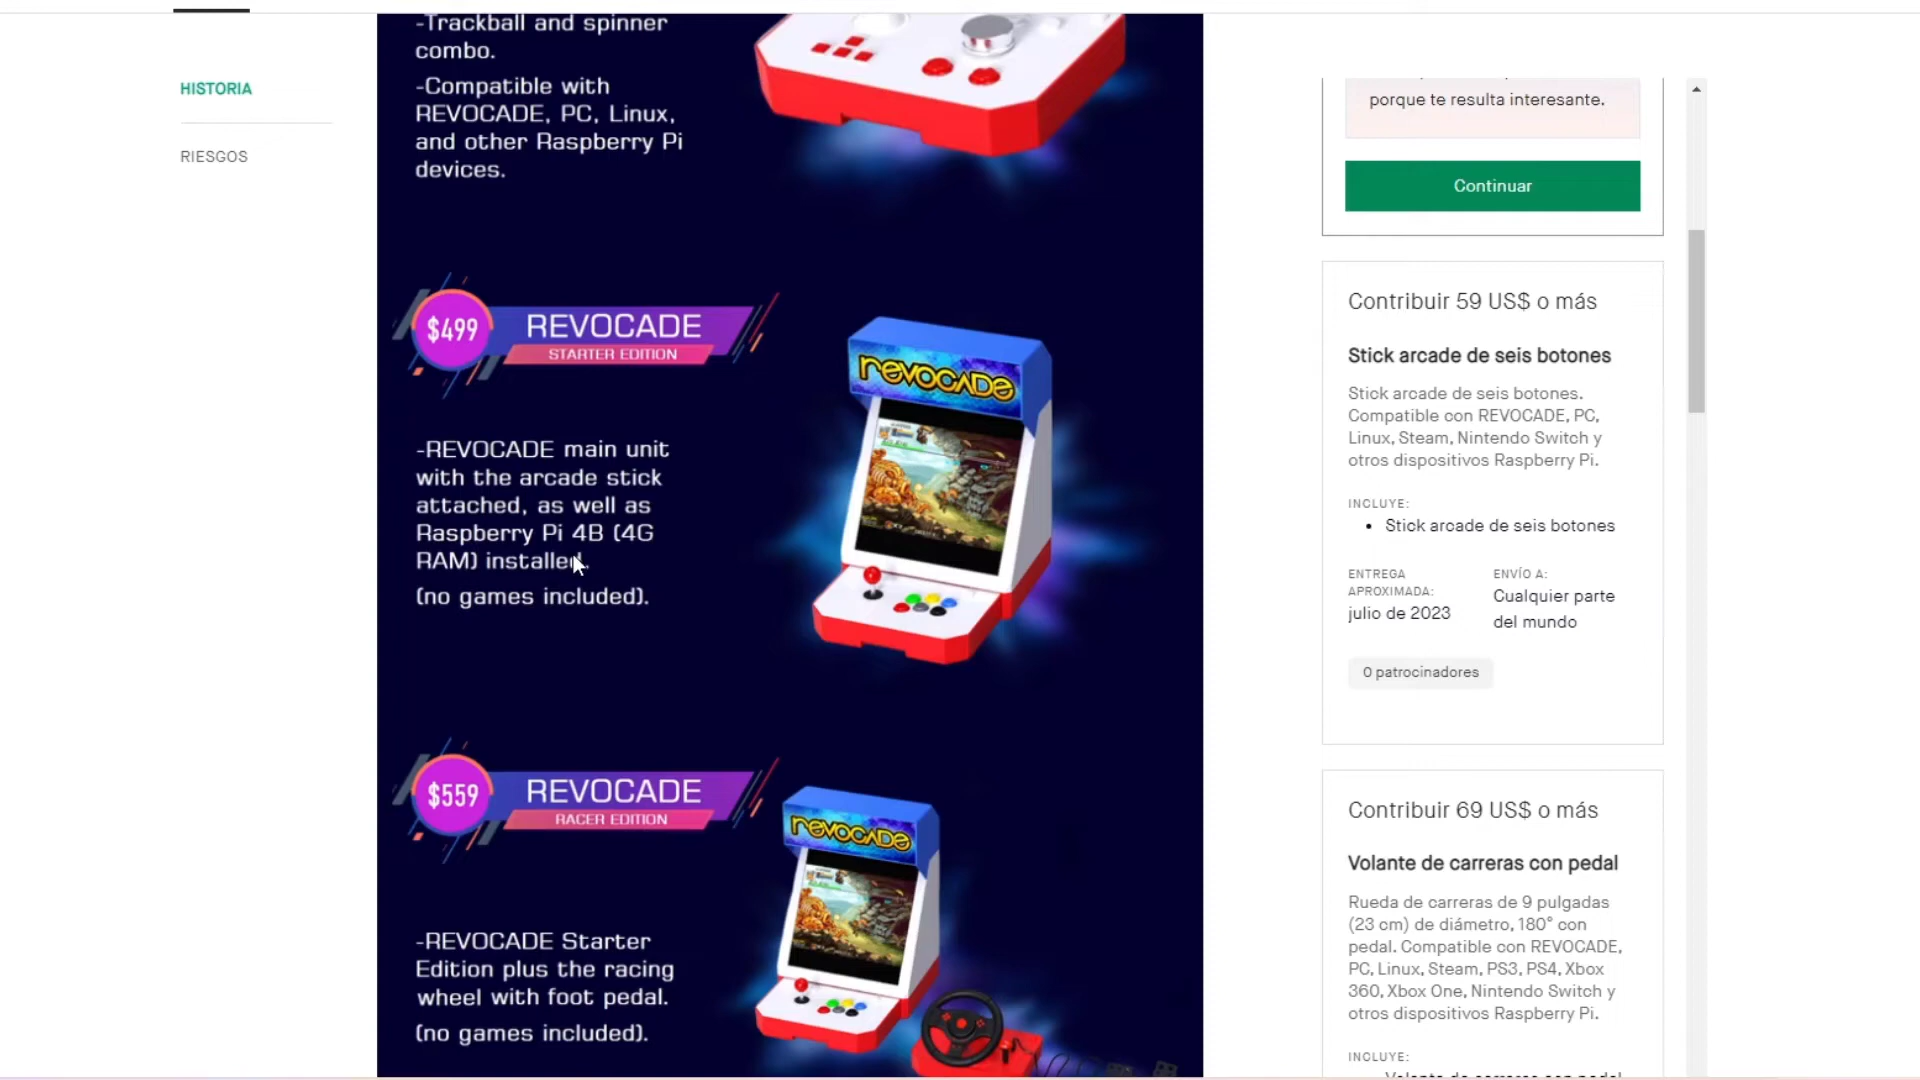 HISTORIA
RIESGOS
-Trackball and spinner
combo.
-Compatible with
REVOCADE, PC, Linux,
and other Raspberry Pi
devices.
$499
REVOCADE
STARTER EDITION
-REVOCADE main unit
with the arcade stick
attached, as well as
Raspberry Pi 4B (4G
RAM) installed.
(no games included).
REVOCADE
$559
REVOCADE
RACER EDITION
-REVOCADE Starter
Edition plus the racing
wheel with foot pedal.
(no games included).
REVOCADE
porque te resulta interesante.
Continuar
Contribuir 59 US$ o más
Stick arcade de seis botones
Stick arcade de seis botones.
Compatible con REVOCADE, PC,
Linux, Steam, Nintendo Switch y
otros dispositivos Raspberry Pi.
INCLUYE:
• Stick arcade de seis botones
ENTREGA
APROXIMADA:
julio de 2023
ENVÍO A:
Cualquier parte
del mundo
0 patrocinadores
Contribuir 69 US$ o más
Volante de carreras con pedal
Rueda de carreras de 9 pulgadas
(23 cm) de diámetro, 180° con
pedal. Compatible con REVOCADE,
PC, Linux, Steam, PS3, PS4, Xbox
360, Xbox One, Nintendo Switch y
otros dispositivos Raspberry Pi.
INCLUYE: